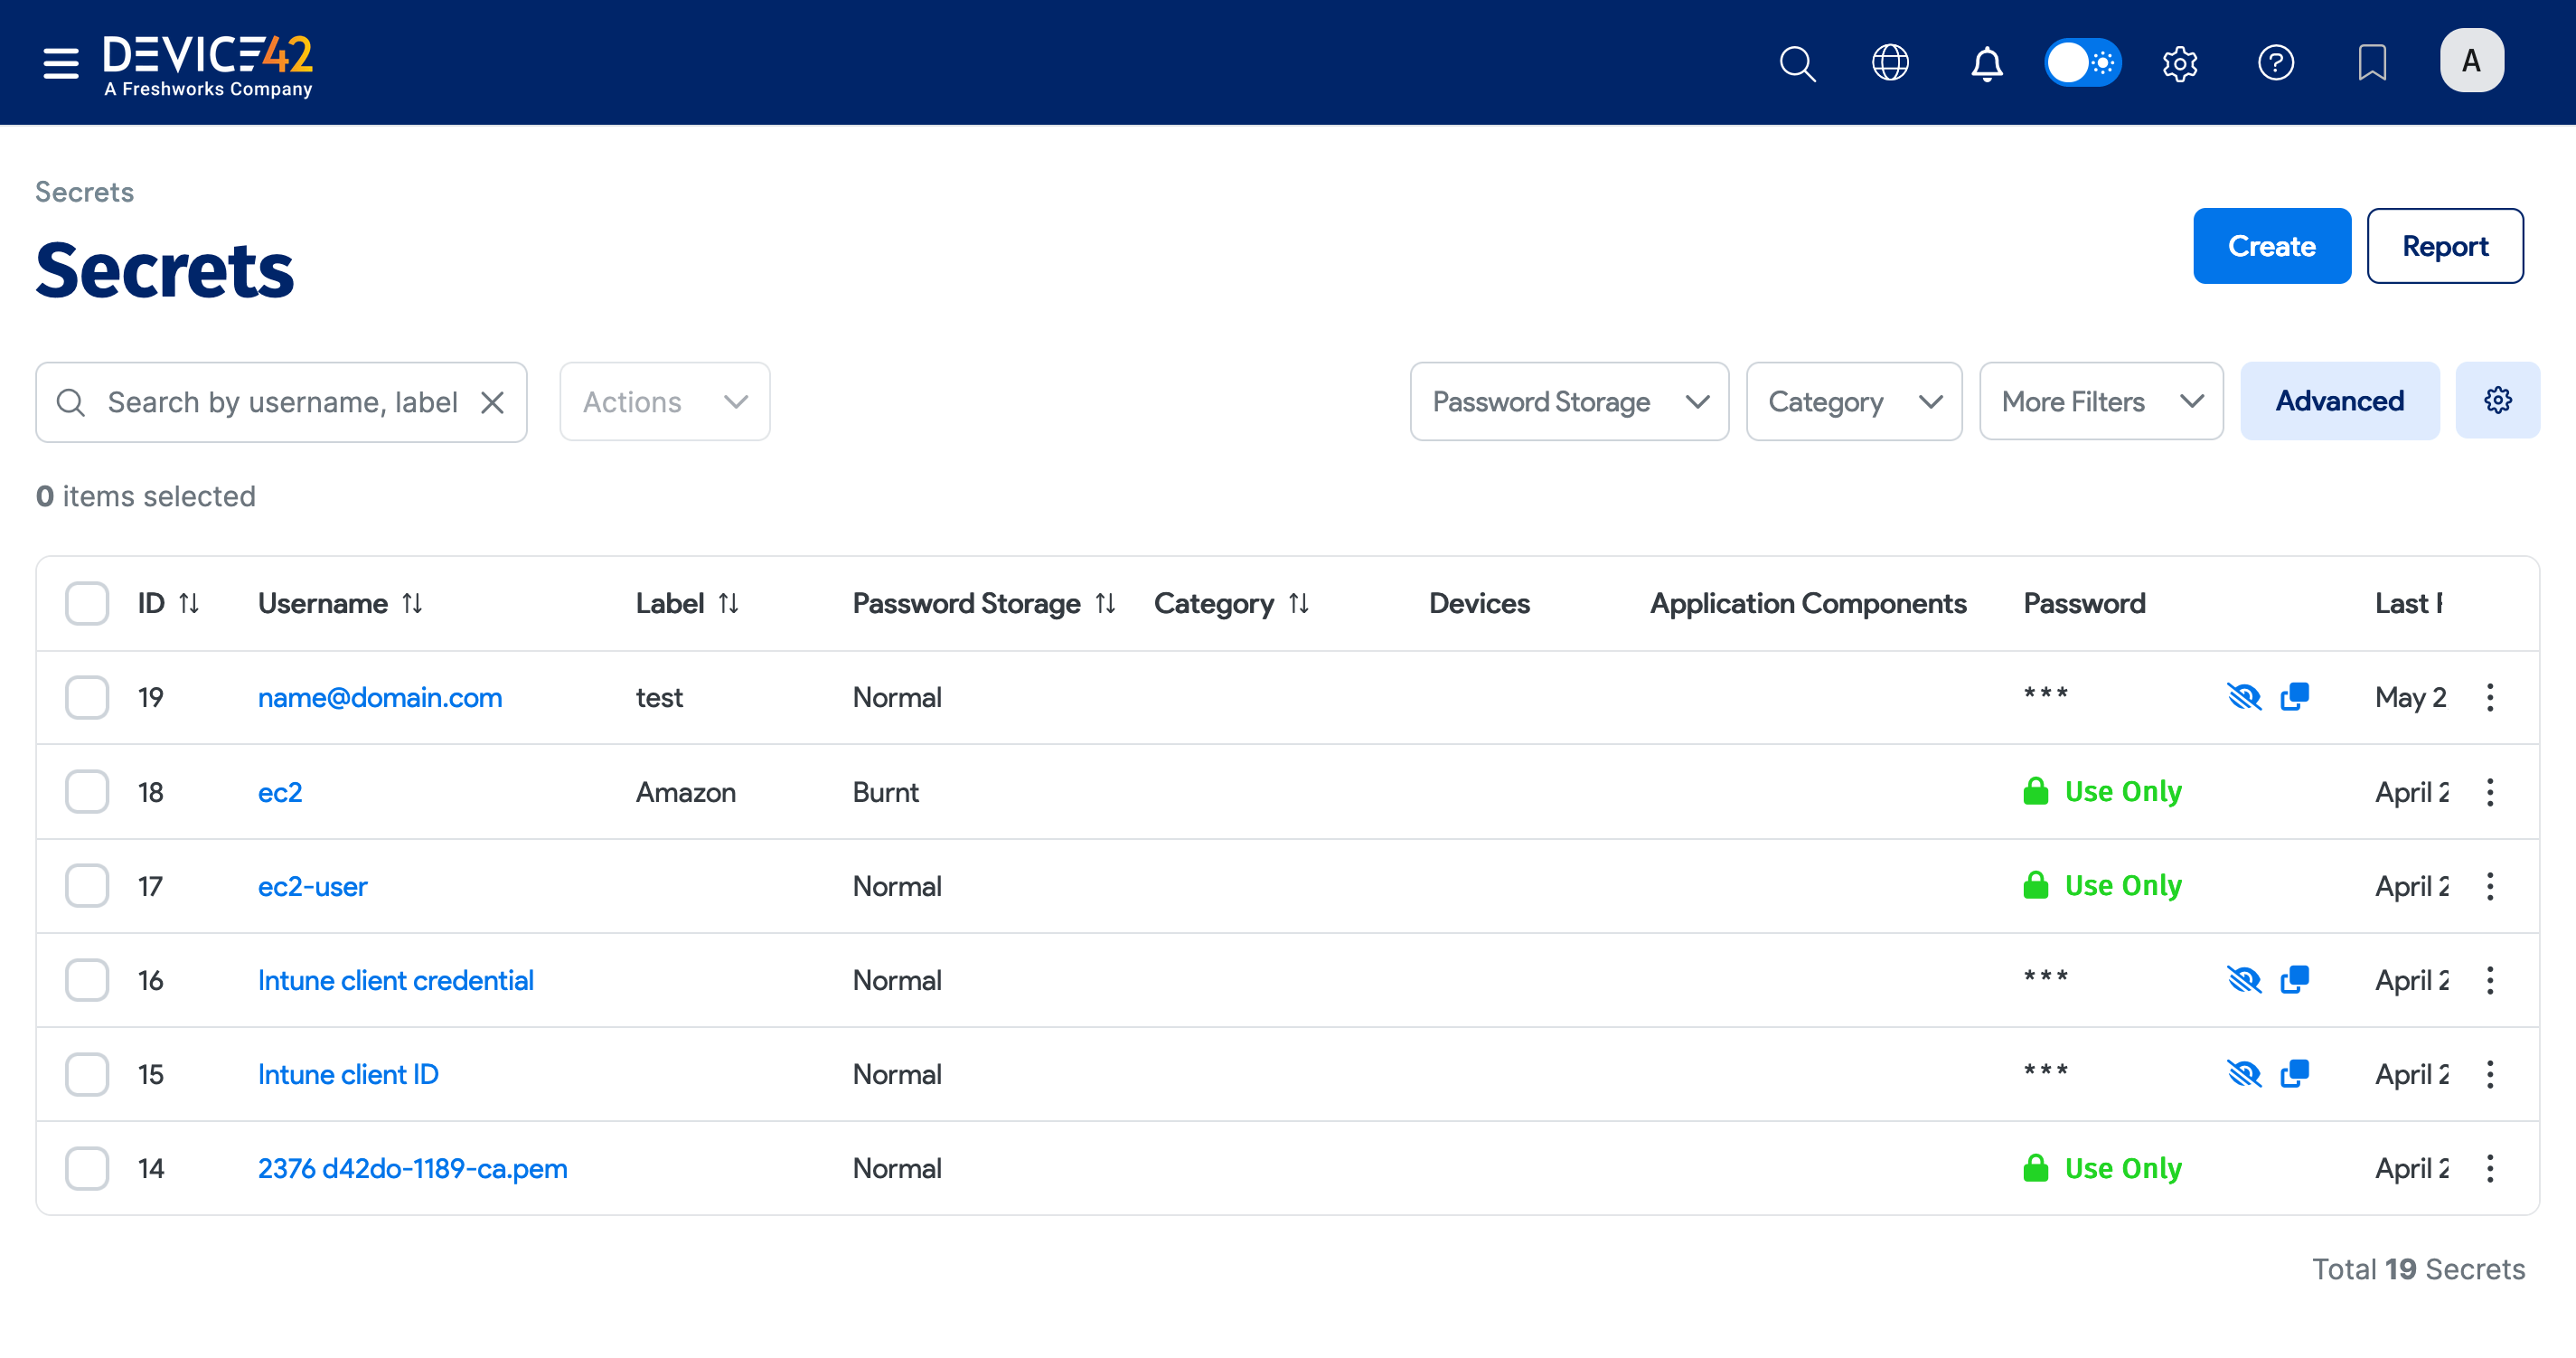 DEVICE42
A Freshworks Company
A
Secrets
Secrets
Create
Report
Search by username, label
Actions
Password Storage
Category
More Filters
Advanced
0 items selected
ID Username Label Password Storage Category Devices Application Components Password Last
19 name@domain.com test Normal *** May 2
18 ec2 Amazon Burnt Use Only April 2
17 ec2-user Normal Use Only April 2
16 Intune client credential Normal *** April 2
15 Intune client ID Normal *** April 2
14 2376 d42do-1189-ca.pem Normal Use Only April 2
Total 19 Secrets